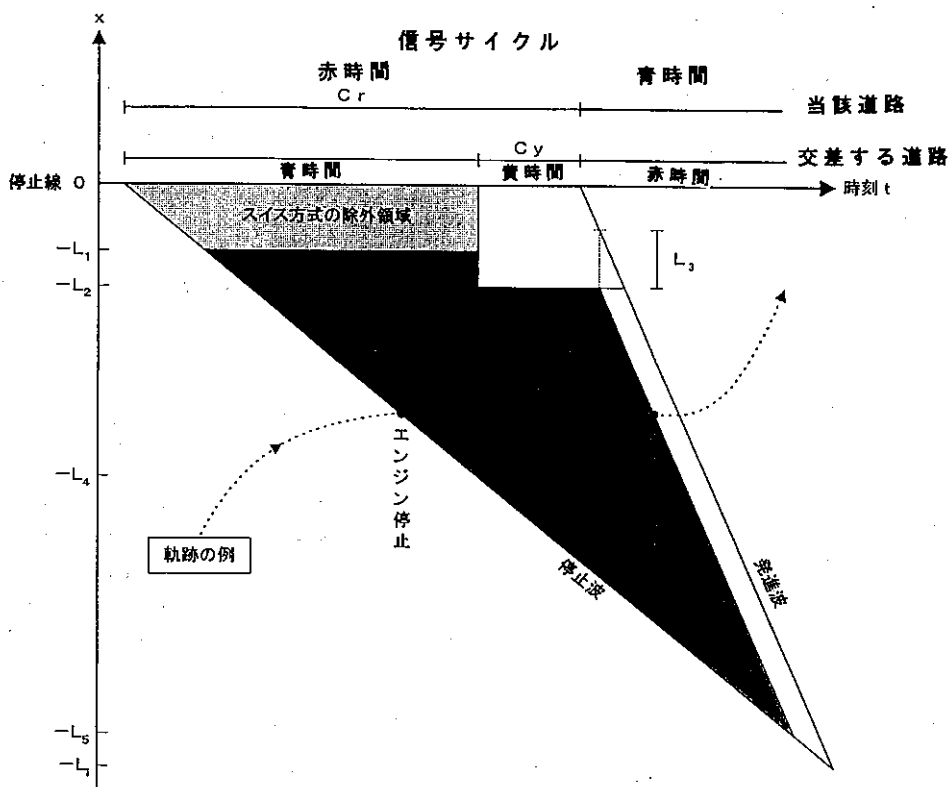 x
信号サイクル
赤時間
青時間
Cr
当該道路
Cy
交差する道路
青時間
黄時間
赤時間
停止線 O
時刻 t
スイス方式の除外領域
−L₁
L₃
−L₂
エンジン停止
−L₄
軌跡の例
停止波
発進波
−L₅